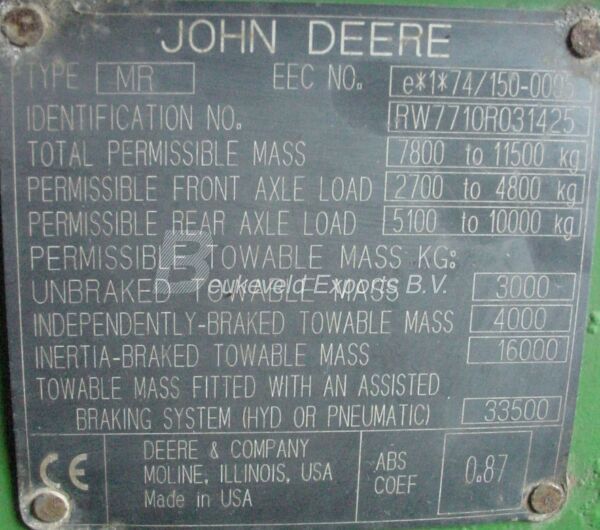 JOHN DEERE
TYPE MR EEC NO. e*1*74/150-0005
IDENTIFICATION NO. RW7710R031425
TOTAL PERMISSIBLE MASS 7800 to 11500 kg
PERMISSIBLE FRONT AXLE LOAD 2700 to 4800 kg
PERMISSIBLE REAR AXLE LOAD 5100 to 10000 kg
PERMISSIBLE TOWABLE MASS KG:
Beukeveld Exports B.V.
UNBRAKED TOWABLE MASS 3000
INDEPENDENTLY-BRAKED TOWABLE MASS 4000
INERTIA-BRAKED TOWABLE MASS 16000
TOWABLE MASS FITTED WITH AN ASSISTED
BRAKING SYSTEM (HYD OR PNEUMATIC) 33500
CE
DEERE & COMPANY
MOLINE, ILLINOIS, USA
Made in USA
ABS
COEF
0.87